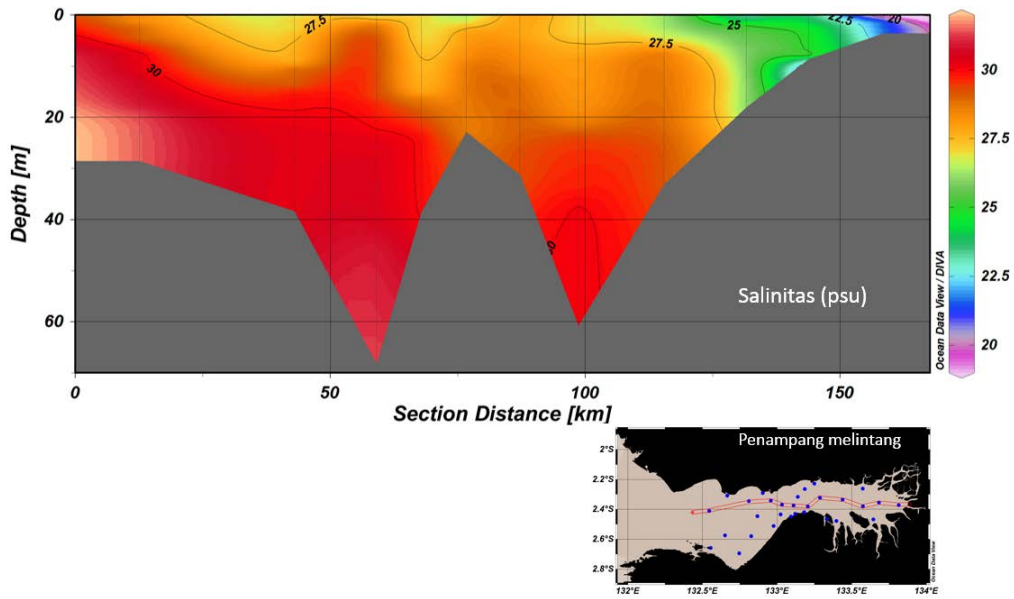 0
20
40
60
Depth [m]
27.5
25
22.5
20
27.5
30
Salinitas (psu)
0
50
100
150
Section Distance [km]
30
27.5
25
22.5
20
Ocean Data View / DIVA
Penampang melintang
2°S
2.2°S
2.4°S
2.6°S
2.8°S
132°E
132.5°E
133°E
133.5°E
134°E
Ocean Data View